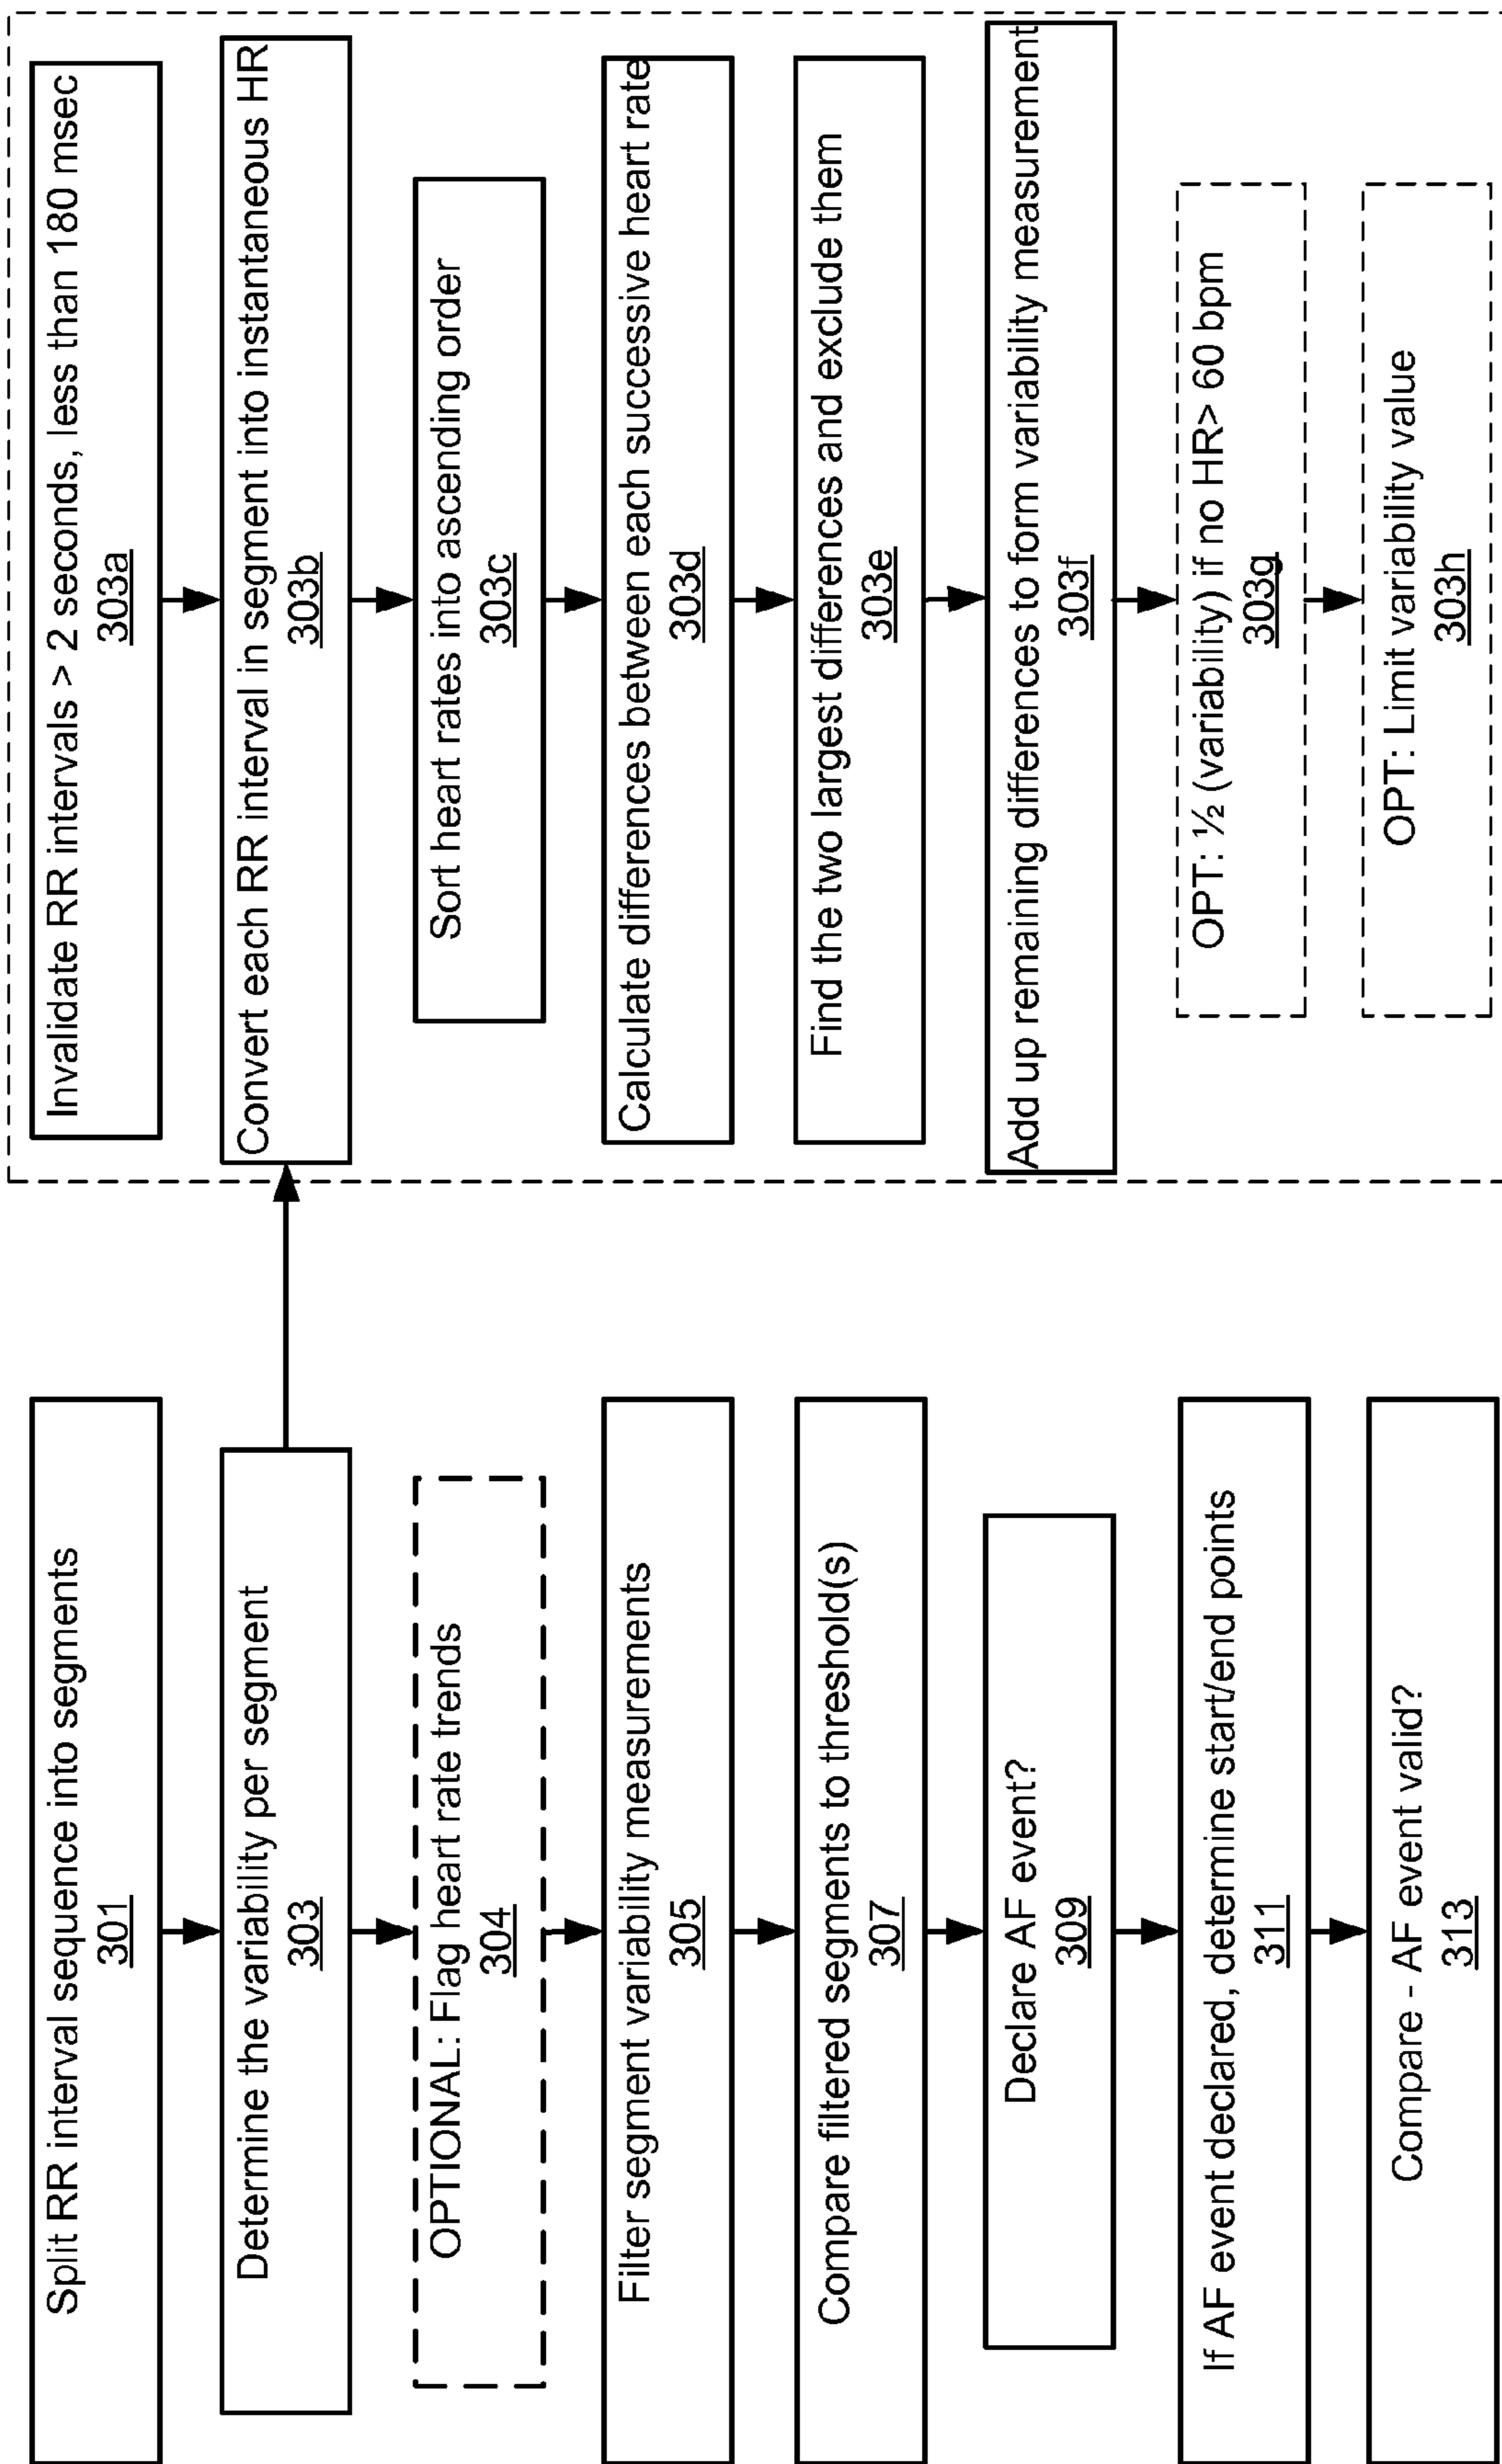 Split RR interval sequence into segments
301
Determine the variability per segment
303
OPTIONAL: Flag heart rate trends
304
Filter segment variability measurements
305
Compare filtered segments to threshold(s)
307
Declare AF event?
309
If AF event declared, determine start/end points
311
Compare - AF event valid?
313
Invalidate RR intervals > 2 seconds, less than 180 msec
303a
Convert each RR interval in segment into instantaneous HR
303b
Sort heart rates into ascending order
303c
Calculate differences between each successive heart rate
303d
Find the two largest differences and exclude them
303e
Add up remaining differences to form variability measurement
303f
OPT: ½ (variability) if no HR> 60 bpm
303g
OPT: Limit variability value
303h